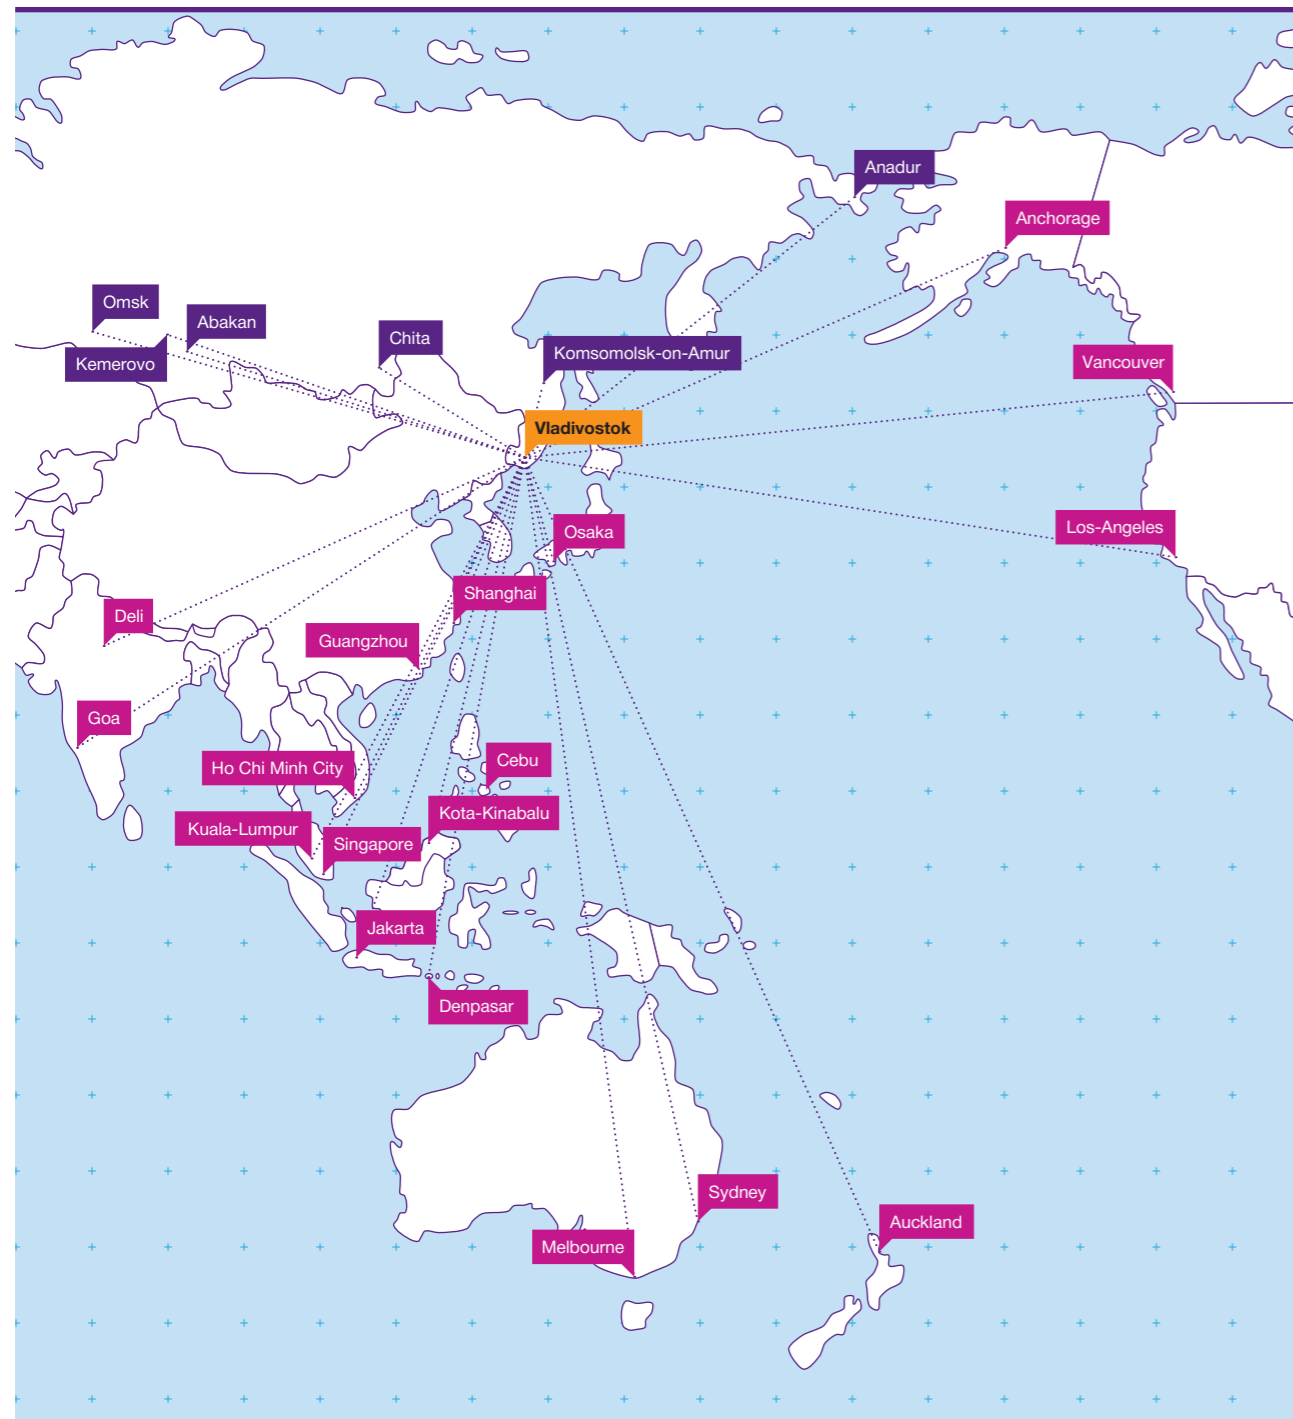 Anadur
Anchorage
Omsk
Abakan
Chita
Komsomolsk-on-Amur
Kemerovo
Vancouver
Vladivostok
Los-Angeles
Osaka
Shanghai
Deli
Guangzhou
Goa
Cebu
Ho Chi Minh City
Kota-Kinabalu
Kuala-Lumpur
Singapore
Jakarta
Denpasar
Sydney
Auckland
Melbourne